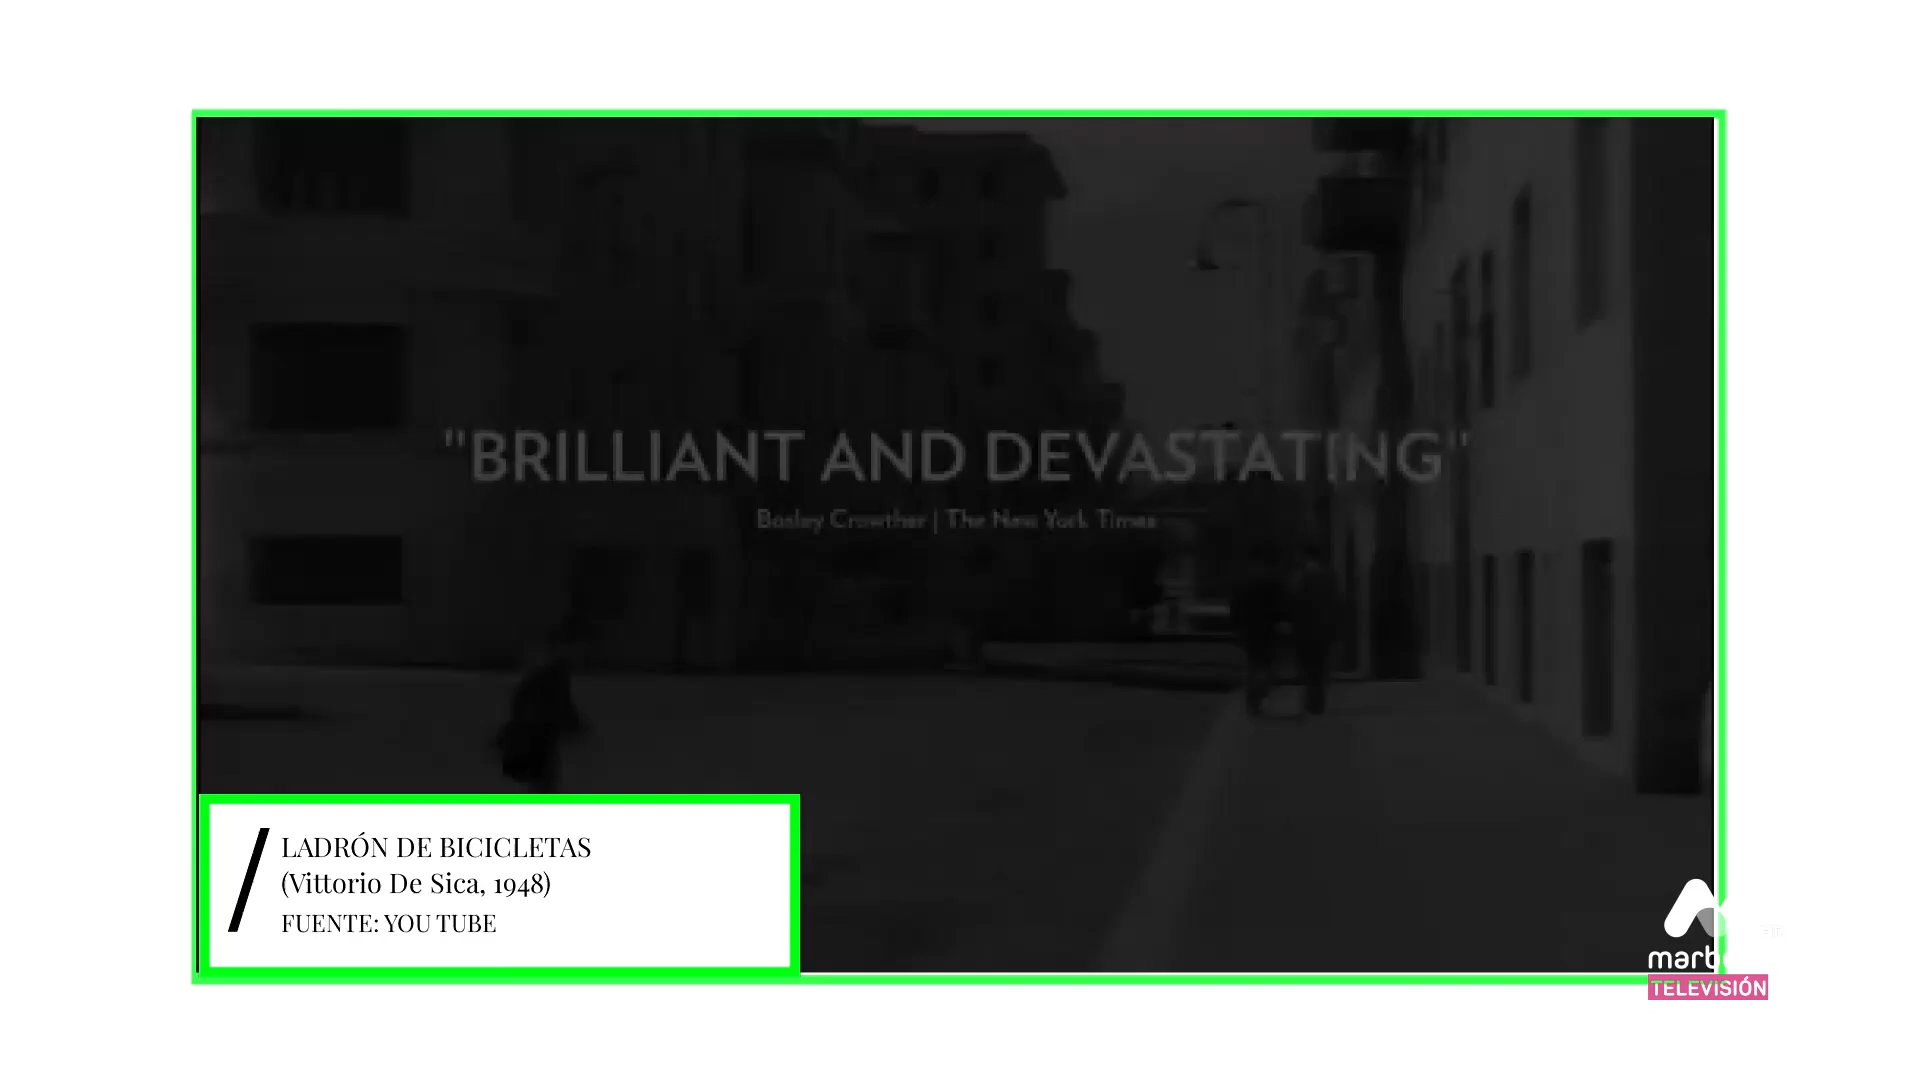 "BRILLIANT AND DEVASTATING"
Bosley Crowther | The New York Times
LADRÓN DE BICICLETAS
(Vittorio De Sica, 1948)
FUENTE: YOU TUBE
TELEVISIÓN